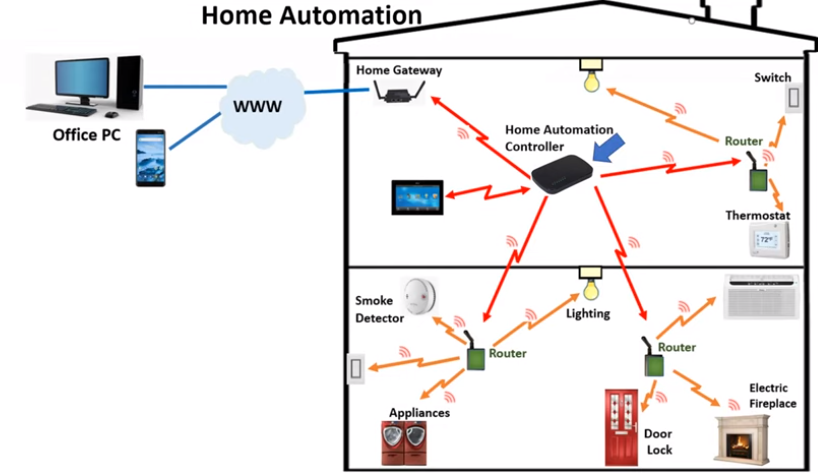 Home Automation
Home Gateway
Switch
WWW
Office PC
Home Automation
Controller
Router
Thermostat
72°
Smoke
Detector
Lighting
Router
Router
Appliances
Electric
Fireplace
Door
Lock